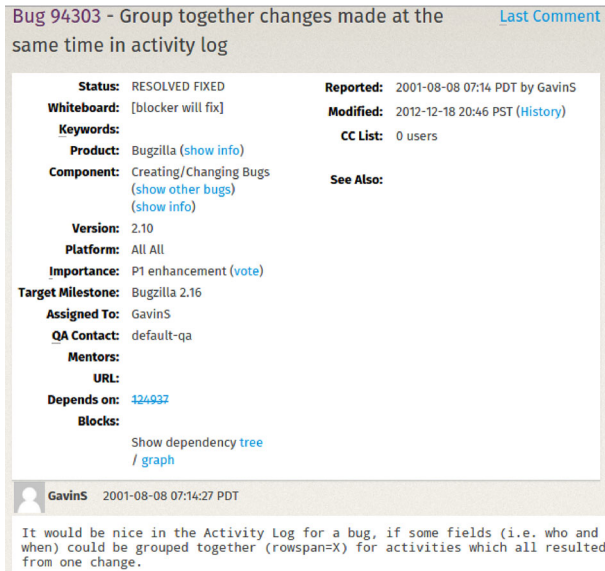 Bug 94303 - Group together changes made at the
same time in activity log
Last Comment
Status: RESOLVED FIXED
Whiteboard: [blocker will fix]
Keywords:
Product: Bugzilla (show info)
Component: Creating/Changing Bugs
(show other bugs)
(show info)
Version: 2.10
Platform: All All
Importance: P1 enhancement (vote)
Target Milestone: Bugzilla 2.16
Assigned To: GavinS
QA Contact: default-qa
Mentors:
URL:
Depends on: 124937
Blocks:
Show dependency tree
/ graph
Reported: 2001-08-08 07:14 PDT by GavinS
Modified: 2012-12-18 20:46 PST (History)
CC List: 0 users
See Also:
GavinS 2001-08-08 07:14:27 PDT
It would be nice in the Activity Log for a bug, if some fields (i.e. who and
when) could be grouped together (rowspan=X) for activities which all resulted
from one change.